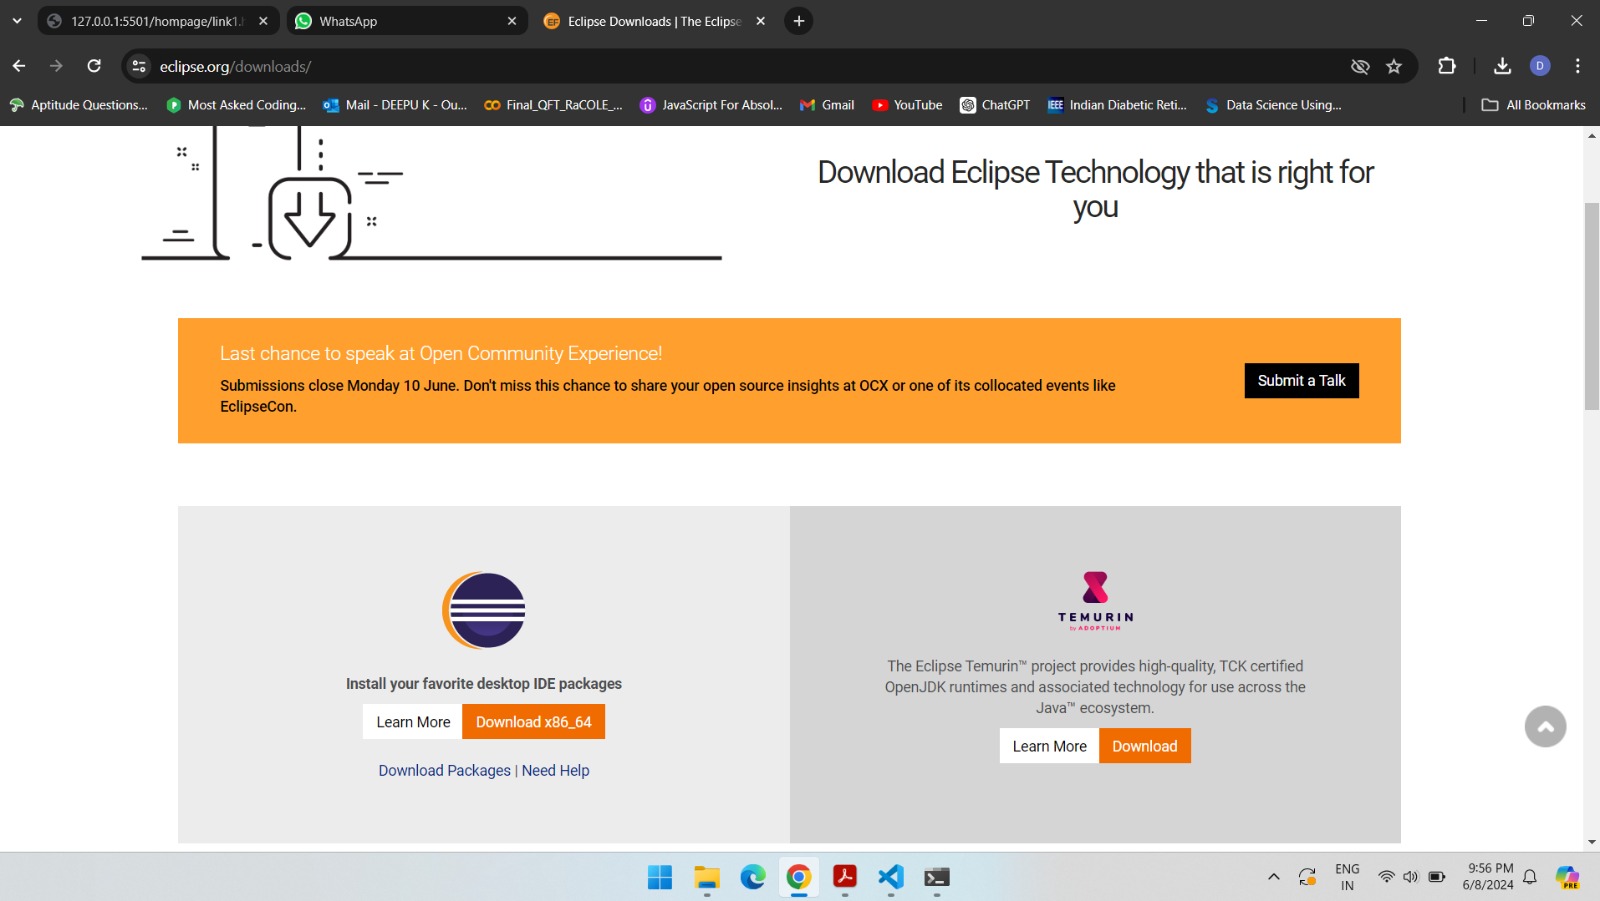 127.0.0.1:5501/hompage/link1.
WhatsApp
Eclipse Downloads | The Eclipse
eclipse.org/downloads/
D
Aptitude Questions...
Most Asked Coding...
Mail - DEEPU K - Ou...
Final_QFT_RaCOLE_...
JavaScript For Absol...
Gmail
YouTube
ChatGPT
IEEE
Indian Diabetic Reti...
Data Science Using...
All Bookmarks
Download Eclipse Technology that is right for
you
Last chance to speak at Open Community Experience!
Submissions close Monday 10 June. Don't miss this chance to share your open source insights at OCX or one of its collocated events like
EclipseCon.
Submit a Talk
Install your favorite desktop IDE packages
Learn More
Download x86_64
Download Packages | Need Help
TEMURIN
by ADOPTIUM
The Eclipse Temurin™ project provides high-quality, TCK certified
OpenJDK runtimes and associated technology for use across the
Java™ ecosystem.
Learn More
Download
ENG
IN
9:56 PM
6/8/2024
PRE